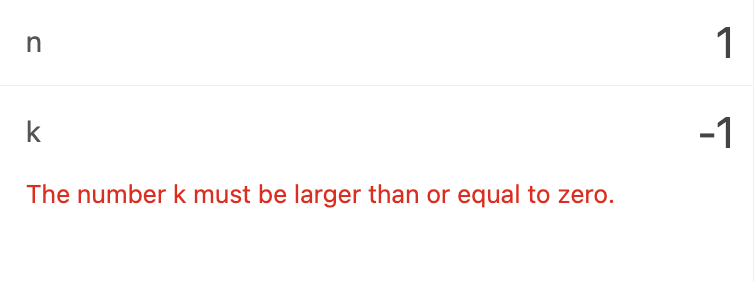 n 1
k -1
The number k must be larger than or equal to zero.